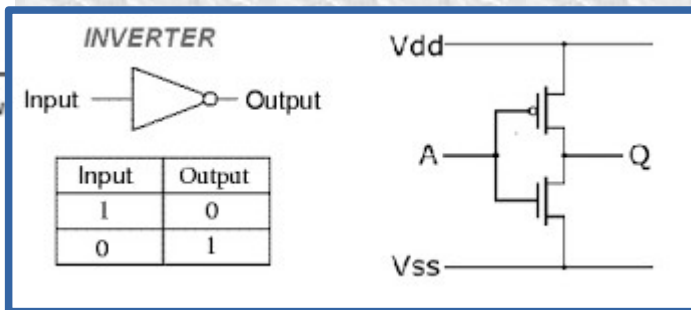 INVERTER
Input
Output
Input Output
1 0
0 1
Vdd
A
Q
Vss